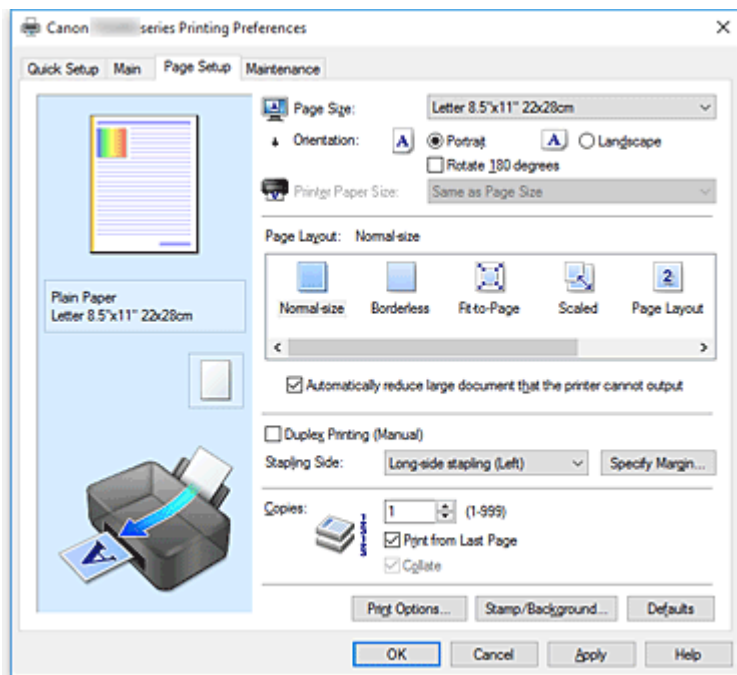 Canon series Printing Preferences
Quick Setup Main Page Setup Maintenance
Page Size: Letter 8.5"x11" 22x28cm
Orientation: A Portrait A Landscape
Rotate 180 degrees
Printer Paper Size: Same as Page Size
Page Layout: Normal-size
Normal-size Borderless Fit-to-Page Scaled Page Layout
Automatically reduce large document that the printer cannot output
Plain Paper
Letter 8.5"x11" 22x28cm
Duplex Printing (Manual)
Stapling Side: Long-side stapling (Left) Specify Margin...
Copies: 1 (1-999)
Print from Last Page
Collate
Print Options... Stamp/Background... Defaults
OK Cancel Apply Help